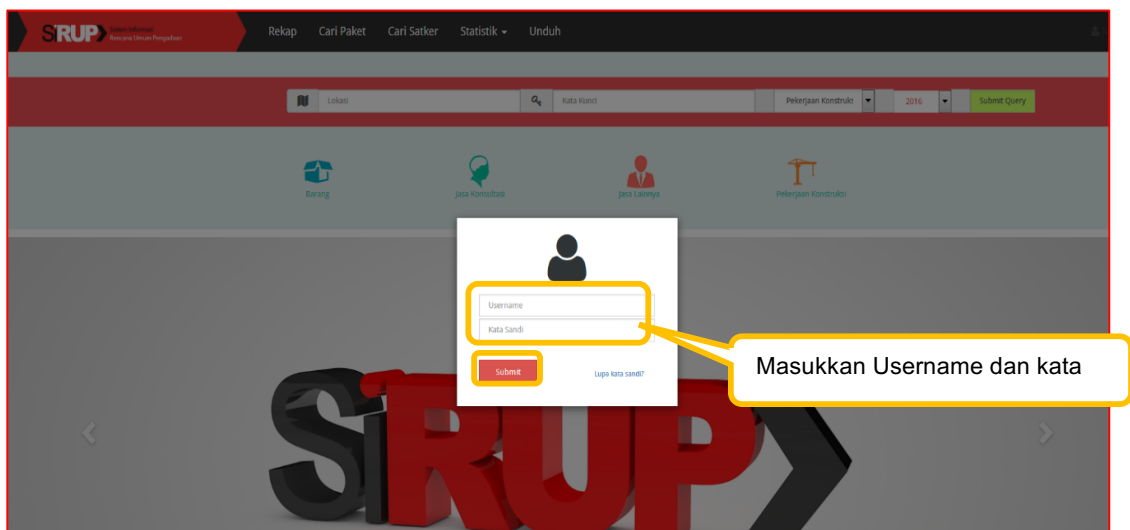 SiRUP Sistem Informasi
Rencana Umum Pengadaan
Rekap Cari Paket Cari Satker Statistik Unduh
Lokasi Kata Kunci Pekerjaan Konstruks 2016 Submit Query
Barang Jasa Konsultasi Jasa Lainnya Pekerjaan Konstruksi
Username
Kata Sandi
Submit Lupa kata sandi?
Masukkan Username dan kata
SiRUP